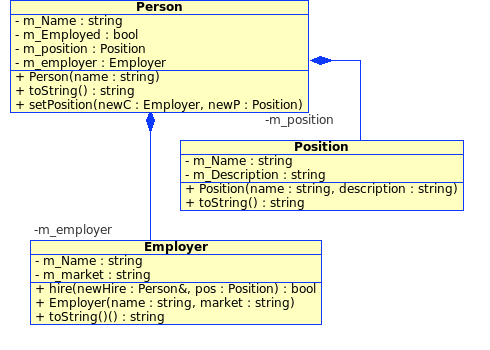 Person
- m_Name : string
- m_Employed : bool
- m_position : Position
- m_employer : Employer
+ Person(name : string)
+ toString() : string
+ setPosition(newC : Employer, newP : Position)
-m_position
Position
- m_Name : string
- m_Description : string
+ Position(name : string, description : string)
+ toString() : string
-m_employer
Employer
- m_Name : string
- m_market : string
+ hire(newHire : Person&, pos : Position) : bool
+ Employer(name : string, market : string)
+ toString()() : string